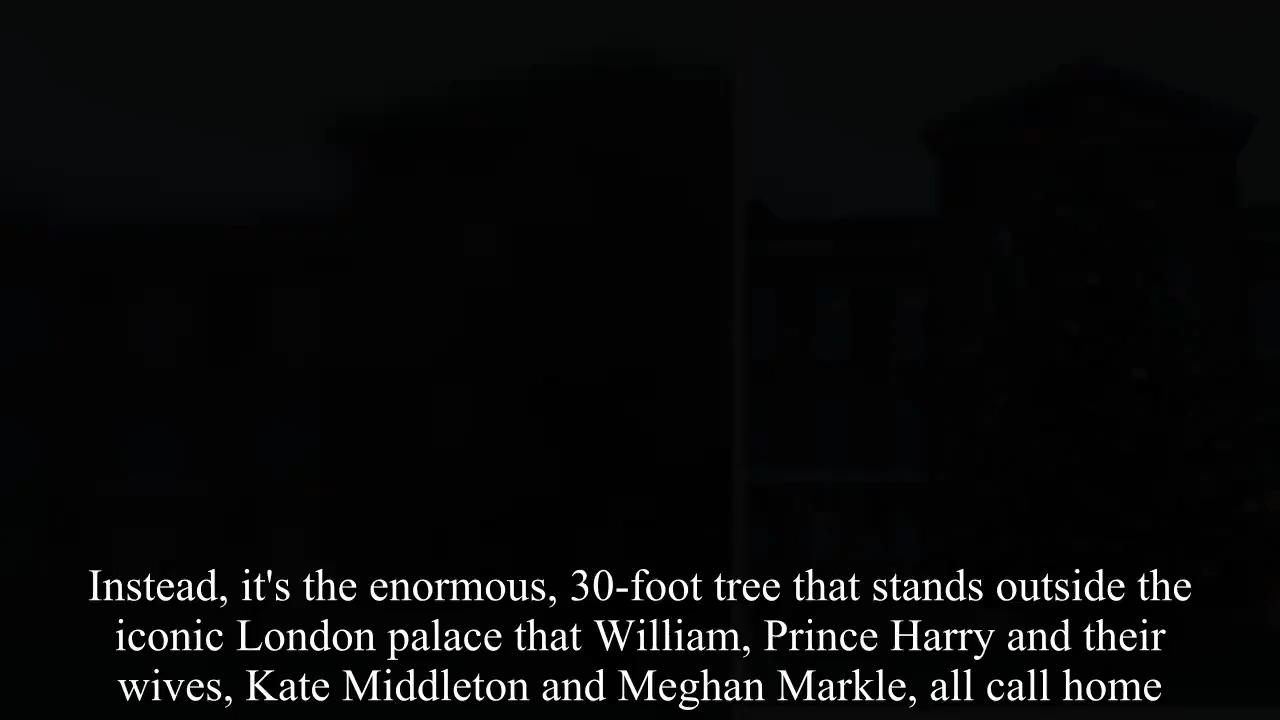 Instead, it's the enormous, 30-foot tree that stands outside the
iconic London palace that William, Prince Harry and their
wives, Kate Middleton and Meghan Markle, all call home